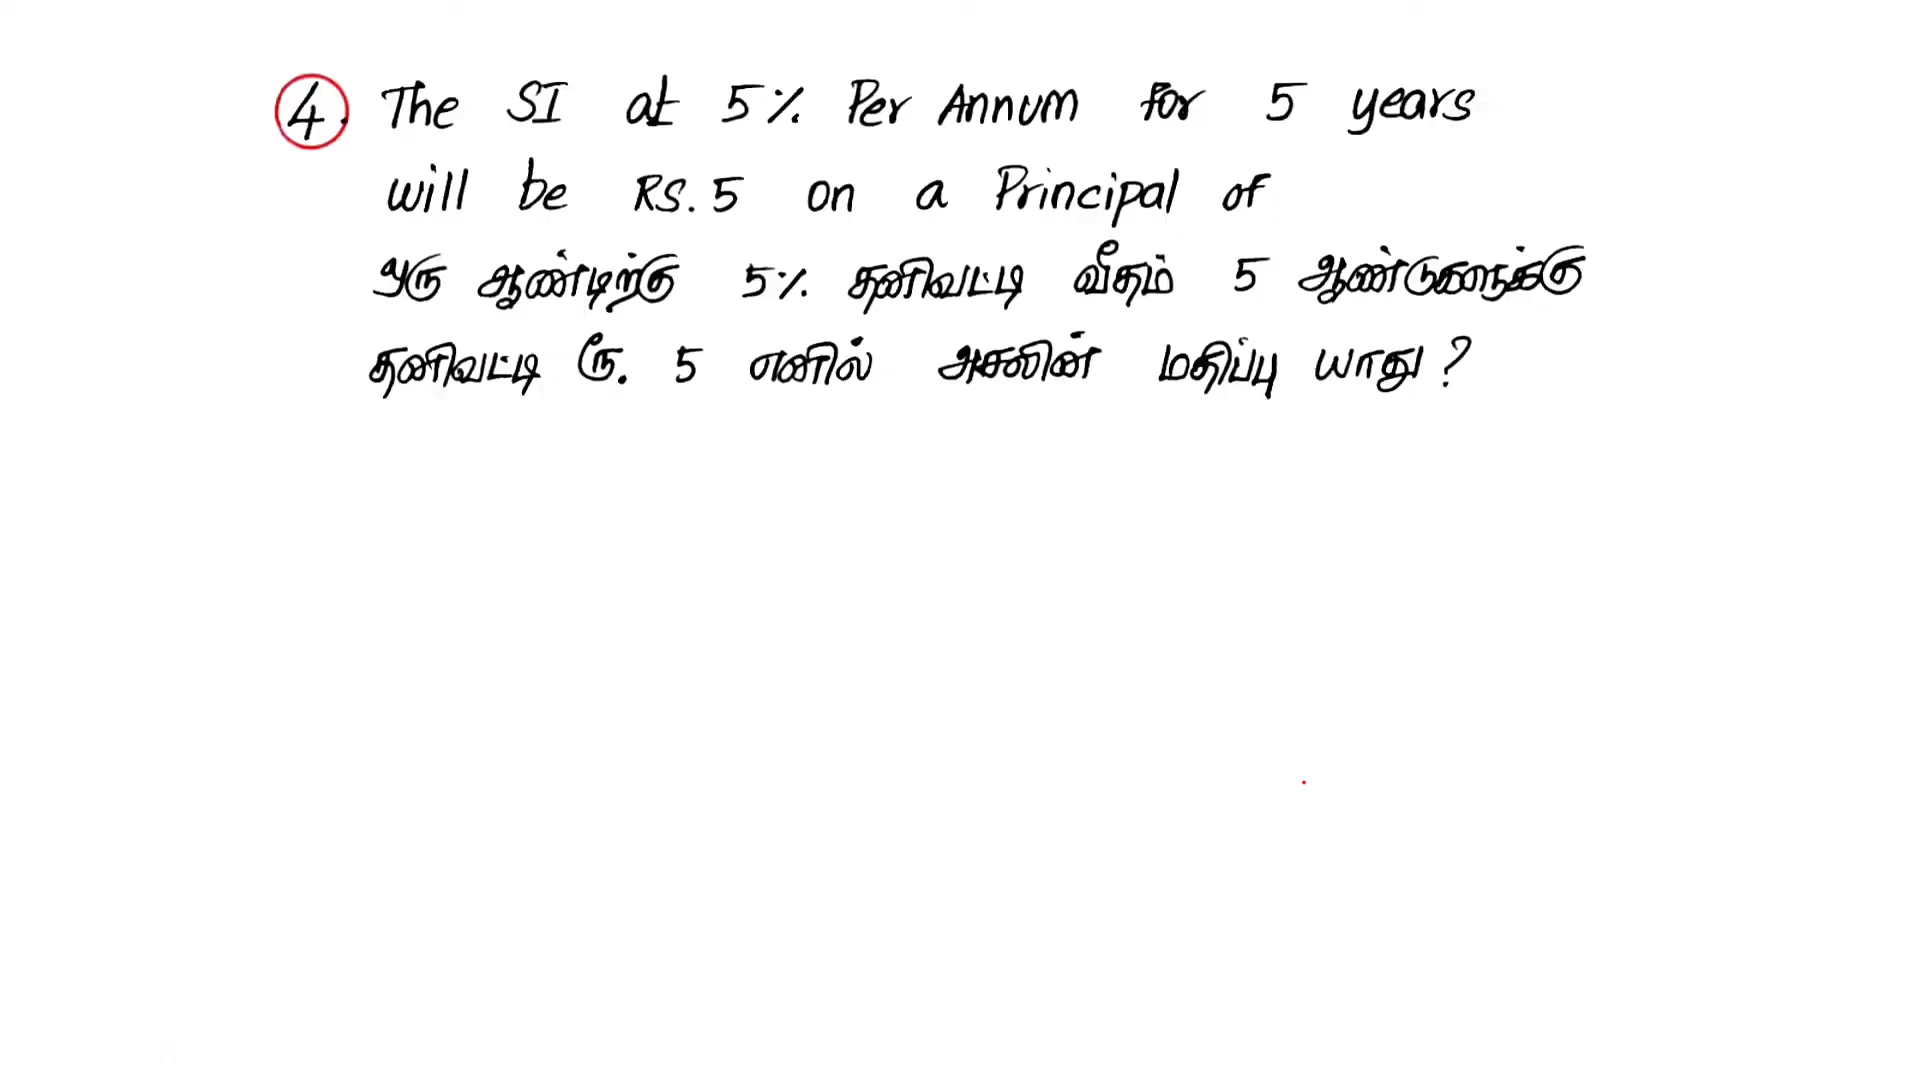 4. The SI at 5% Per Annum for 5 years
will be RS. 5 on a Principal of
ஒரு ஆண்டிற்கு 5% தனிவட்டி வீதம் 5 ஆண்டுகளுக்கு
தனிவட்டி ரூ. 5 எனில் அசலின் மதிப்பு யாது?